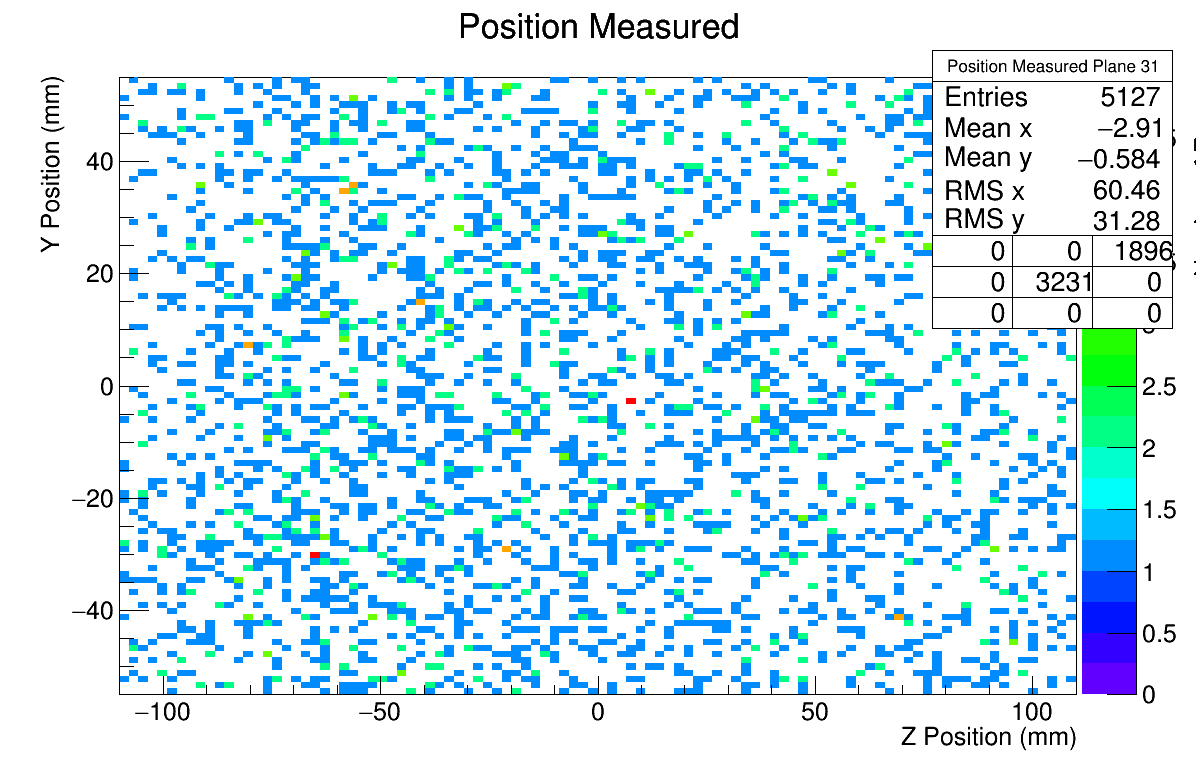 Position Measured
Position Measured Plane 31
Entries 5127
Mean x −2.91
Mean y −0.584
RMS x 60.46
RMS y 31.28
0 0 1896
0 3231 0
0 0 0
Y Position (mm)
40
20
0
−20
−40
−100 −50 0 50 100
Z Position (mm)
2.5
2
1.5
1
0.5
0